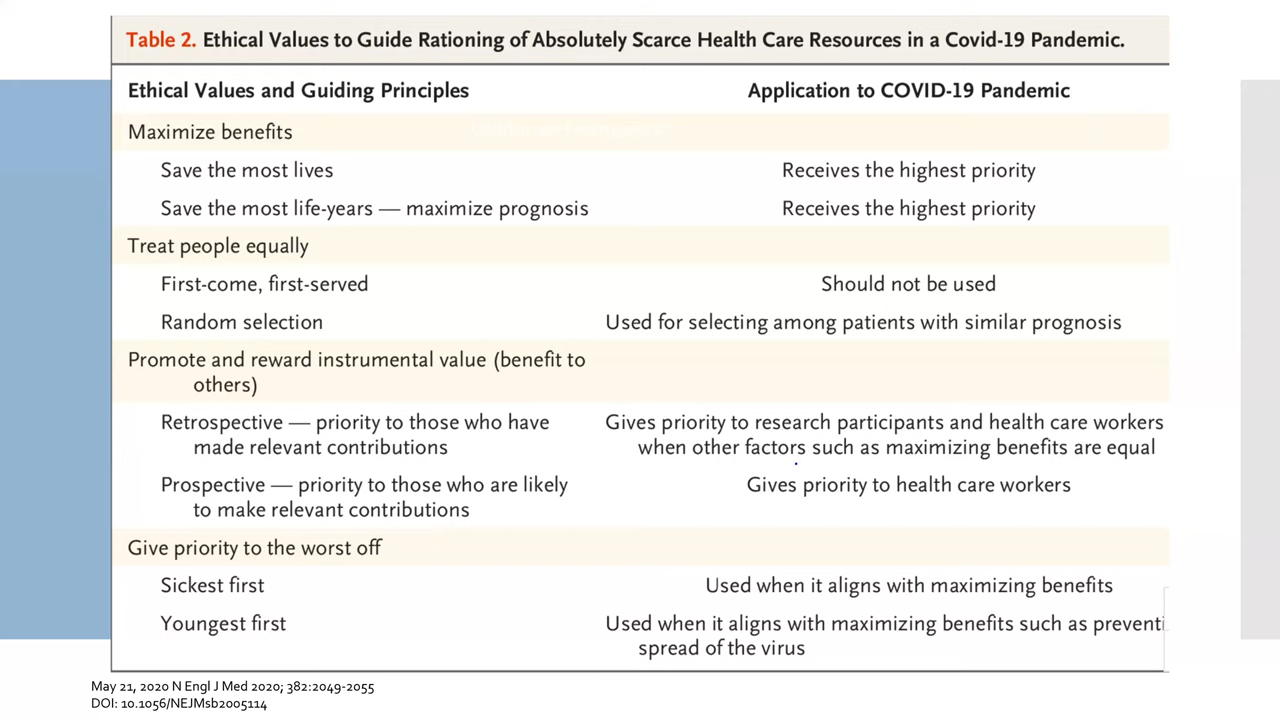 Table 2. Ethical Values to Guide Rationing of Absolutely Scarce Health Care Resources in a Covid-19 Pandemic.
Ethical Values and Guiding Principles Application to COVID-19 Pandemic
Maximize benefits
Save the most lives Receives the highest priority
Save the most life-years — maximize prognosis Receives the highest priority
Treat people equally
First-come, first-served Should not be used
Random selection Used for selecting among patients with similar prognosis
Promote and reward instrumental value (benefit to
others)
Retrospective — priority to those who have Gives priority to research participants and health care workers
made relevant contributions when other factors such as maximizing benefits are equal
Prospective — priority to those who are likely Gives priority to health care workers
to make relevant contributions
Give priority to the worst off
Sickest first Used when it aligns with maximizing benefits
Youngest first Used when it aligns with maximizing benefits such as preventi
spread of the virus
May 21, 2020 N Engl J Med 2020; 382:2049-2055
DOI: 10.1056/NEJMsb2005114